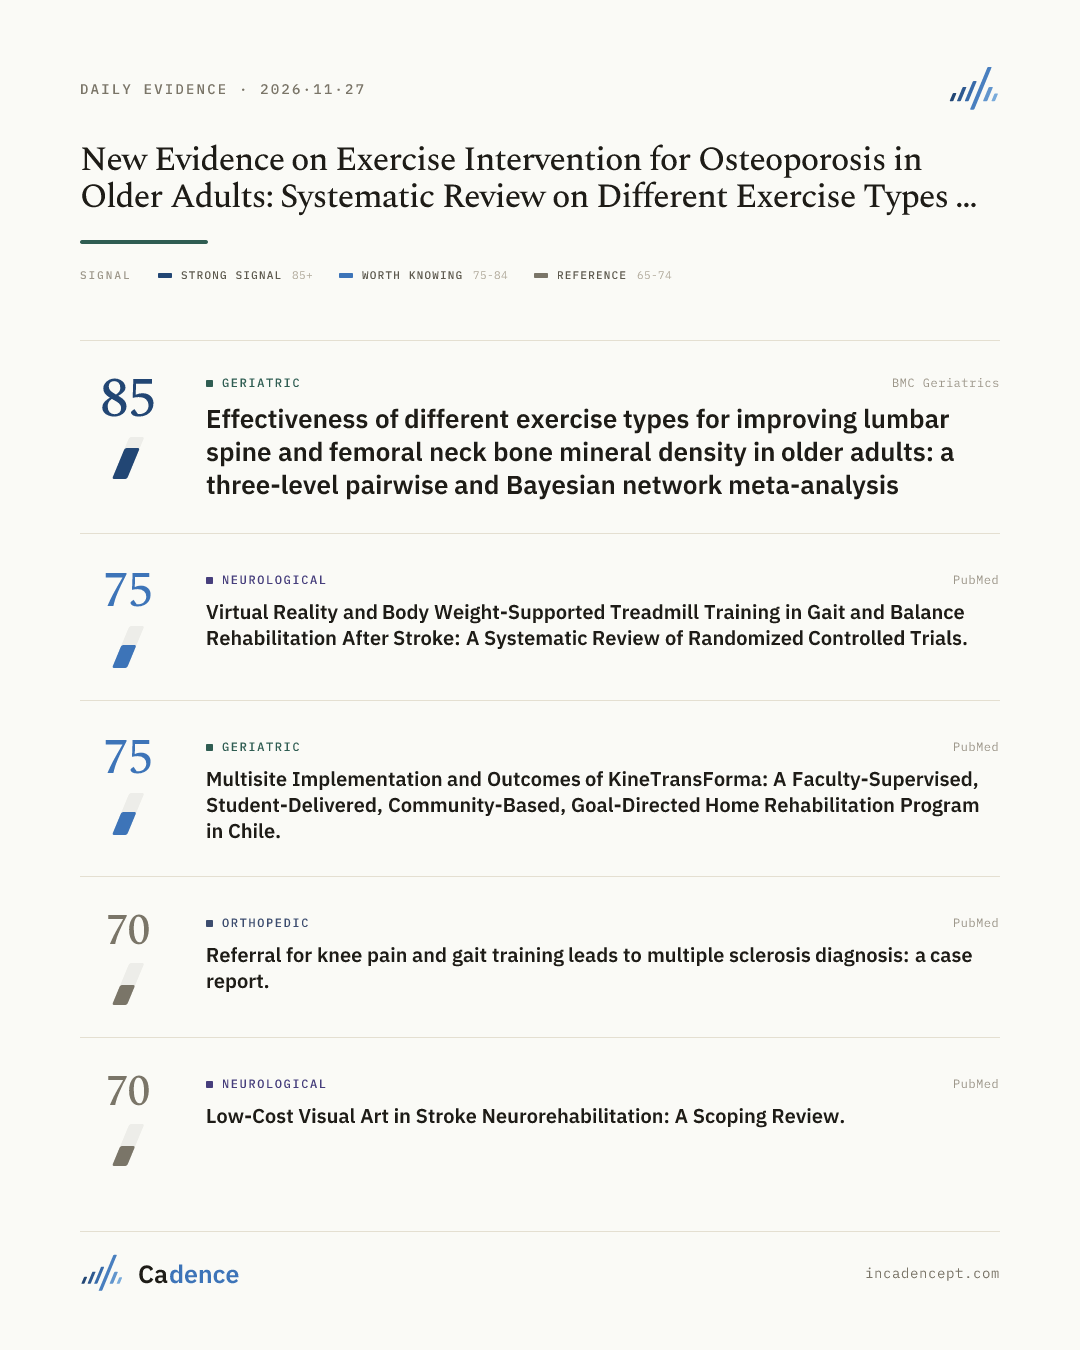 DAILY EVIDENCE · 2026·11·27
New Evidence on Exercise Intervention for Osteoporosis in
Older Adults: Systematic Review on Different Exercise Types ...
SIGNAL STRONG SIGNAL 85+ WORTH KNOWING 75-84 REFERENCE 65-74
85
GERIATRIC BMC Geriatrics
Effectiveness of different exercise types for improving lumbar
spine and femoral neck bone mineral density in older adults: a
three-level pairwise and Bayesian network meta-analysis
75
NEUROLOGICAL PubMed
Virtual Reality and Body Weight-Supported Treadmill Training in Gait and Balance
Rehabilitation After Stroke: A Systematic Review of Randomized Controlled Trials.
75
GERIATRIC PubMed
Multisite Implementation and Outcomes of KineTransForma: A Faculty-Supervised,
Student-Delivered, Community-Based, Goal-Directed Home Rehabilitation Program
in Chile.
70
ORTHOPEDIC PubMed
Referral for knee pain and gait training leads to multiple sclerosis diagnosis: a case
report.
70
NEUROLOGICAL PubMed
Low-Cost Visual Art in Stroke Neurorehabilitation: A Scoping Review.
Cadence incadencept.com